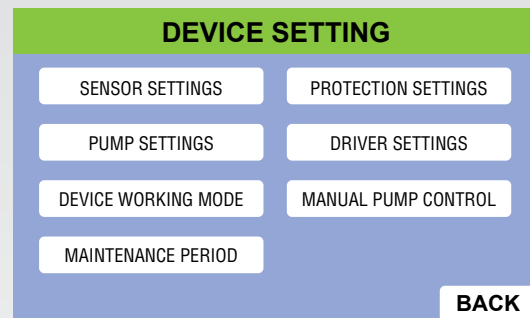 DEVICE SETTING
SENSOR SETTINGS
PROTECTION SETTINGS
PUMP SETTINGS
DRIVER SETTINGS
DEVICE WORKING MODE
MANUAL PUMP CONTROL
MAINTENANCE PERIOD
BACK